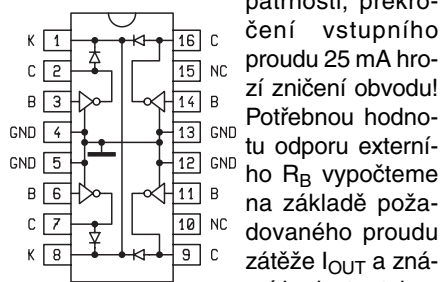 K 1 16 C
C 2 15 NC
B 3 14 B
GND 4 13 GND
GND 5 12 GND
B 6 11 B
C 7 10 NC
K 8 9 C
čení vstupního
proudu 25 mA hro-
zí zničení obvodu!
Potřebnou hodno-
tu odporu externí-
ho RB vypočteme
na základě poža-
dovaného proudu
zátěže IOUT a zná-